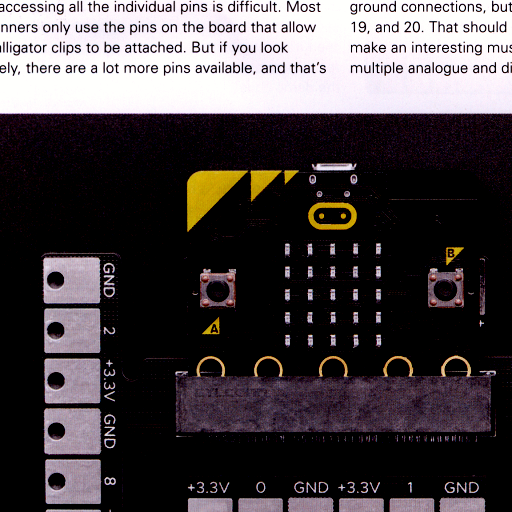 accessing all the individual pins is difficult. Most
nners only use the pins on the board that allow
lligator clips to be attached. But if you look
ely, there are a lot more pins available, and that's
ground connections, but
19, and 20. That should
make an interesting mus
multiple analogue and di
B
A
+
GND
2
+3.3V
GND
8
+3.3V 0 GND +3.3V 1 GND